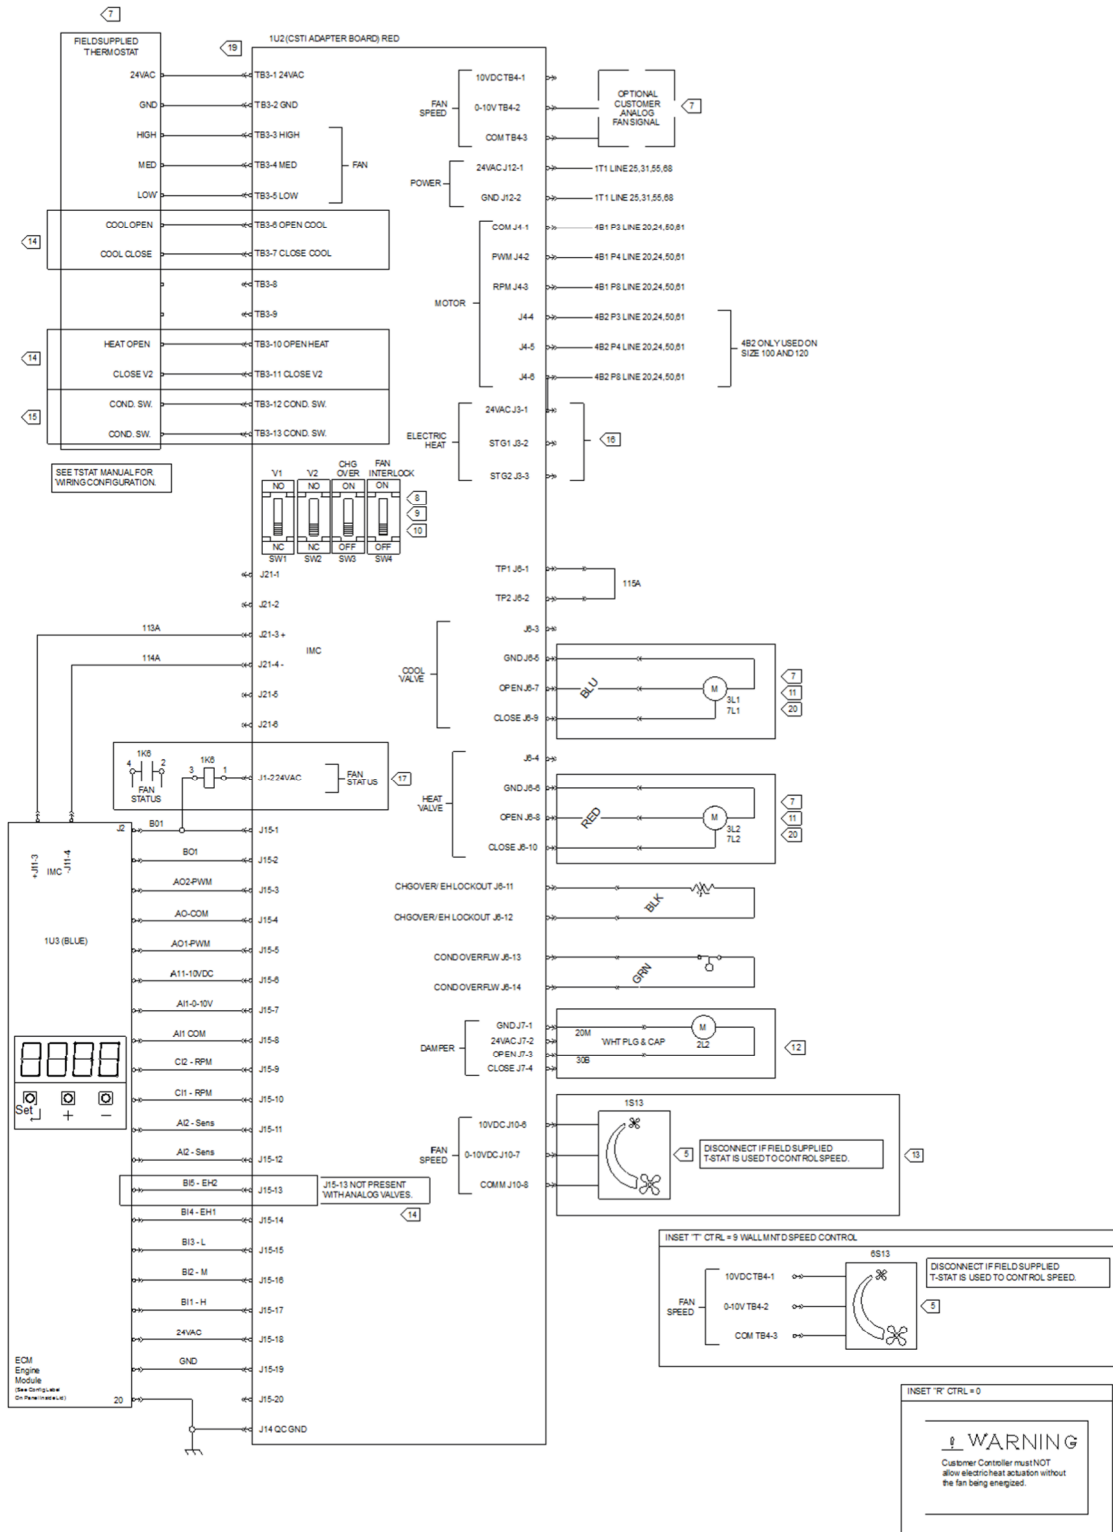 7
FIELD SUPPLIED
THERMOSTAT
19
1U2 (CSTI ADAPTER BOARD) RED
24VAC
TB3-1 24VAC
GND
TB3-2 GND
HIGH
TB3-3 HIGH
MED
TB3-4 MED
FAN
LOW
TB3-5 LOW
14
COOL OPEN
TB3-6 OPEN COOL
COOL CLOSE
TB3-7 CLOSE COOL
TB3-8
TB3-9
14
HEAT OPEN
TB3-10 OPEN HEAT
CLOSE V2
TB3-11 CLOSE V2
15
COND. SW.
TB3-12 COND. SW.
COND. SW.
TB3-13 COND. SW.
SEE TSTAT MANUAL FOR
WIRING CONFIGURATION.
FAN
SPEED
10VDC TB4-1
0-10V TB4-2
COM TB4-3
OPTIONAL
CUSTOMER
ANALOG
FAN SIGNAL
7
POWER
24VAC J12-1
1T1 LINE 25,31,55,68
GND J12-2
1T1 LINE 25,31,55,68
MOTOR
COM J4-1
4B1 P3 LINE 20,24,50,61
PWM J4-2
4B1 P4 LINE 20,24,50,61
RPM J4-3
4B1 P8 LINE 20,24,50,61
J4-4
4B2 P3 LINE 20,24,50,61
J4-5
4B2 P4 LINE 20,24,50,61
J4-6
4B2 P8 LINE 20,24,50,61
4B2 ONLY USED ON
SIZE 100 AND 120
ELECTRIC
HEAT
24VAC J3-1
STG1 J3-2
STG2 J3-3
16
V1
V2
CHG
OVER
FAN
INTERLOCK
NO
NO
ON
ON
NC
NC
OFF
OFF
SW1
SW2
SW3
SW4
8
9
10
J21-1
J21-2
113A
J21-3 +
IMC
114A
J21-4 -
J21-5
J21-6
TP1 J6-1
TP2 J6-2
115A
J6-3
COOL
VALVE
GND J6-5
OPEN J6-7
CLOSE J6-9
BLU
M
3L1
7L1
7
11
20
1K6
4
2
FAN
STATUS
1K6
3
1
J1-2 24VAC
FAN
STATUS
17
J6-4
HEAT
VALVE
GND J6-6
OPEN J6-8
CLOSE J6-10
RED
M
3L2
7L2
7
11
20
CHGOVER/ EH LOCKOUT J6-11
CHGOVER/ EH LOCKOUT J6-12
BLK
COND OVERFLW J6-13
COND OVERFLW J6-14
GRN
DAMPER
GND J7-1
24VAC J7-2
OPEN J7-3
CLOSE J7-4
20M
WHT PLG & CAP
30B
M
2L2
12
+J11-3
IMC
-J11-4
J2
1U3 (BLUE)
B01
J15-1
BO1
J15-2
AO2-PWM
J15-3
AO-COM
J15-4
AO1-PWM
J15-5
A11-10VDC
J15-6
AI1-0-10V
J15-7
AI1 COM
J15-8
CI2 - RPM
J15-9
CI1 - RPM
J15-10
AI2 - Sens
J15-11
AI2 - Sens
J15-12
BI5 - EH2
J15-13
J15-13 NOT PRESENT
WITH ANALOG VALVES.
14
BI4 - EH1
J15-14
BI3 - L
J15-15
BI2 - M
J15-16
BI1 - H
J15-17
24VAC
J15-18
GND
J15-19
20
J15-20
J14 QC GND
Set
+
−
ECM
Engine
Module
(See Config Label
On Panel Inside Lid)
FAN
SPEED
10VDC J10-6
0-10VDC J10-7
COMM J10-8
1S13
5
DISCONNECT IF FIELD SUPPLIED
T-STAT IS USED TO CONTROL SPEED.
13
INSET "T" CTRL = 9 WALL MNTD SPEED CONTROL
FAN
SPEED
10VDC TB4-1
0-10V TB4-2
COM TB4-3
6S13
DISCONNECT IF FIELD SUPPLIED
T-STAT IS USED TO CONTROL SPEED.
5
INSET "R" CTRL = 0
! WARNING
Customer Controller must NOT
allow electric heat actuation without
the fan being energized.